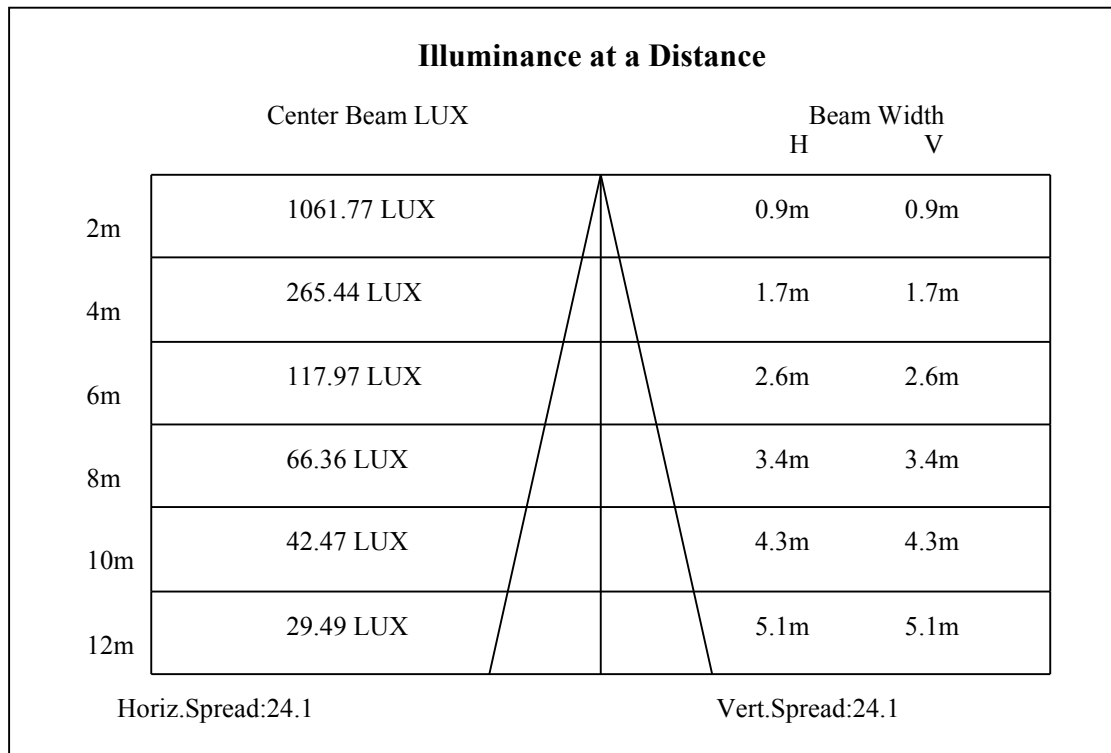 Illuminance at a Distance
Center Beam LUX Beam Width
H V
2m 1061.77 LUX 0.9m 0.9m
4m 265.44 LUX 1.7m 1.7m
6m 117.97 LUX 2.6m 2.6m
8m 66.36 LUX 3.4m 3.4m
10m 42.47 LUX 4.3m 4.3m
12m 29.49 LUX 5.1m 5.1m
Horiz.Spread:24.1 Vert.Spread:24.1